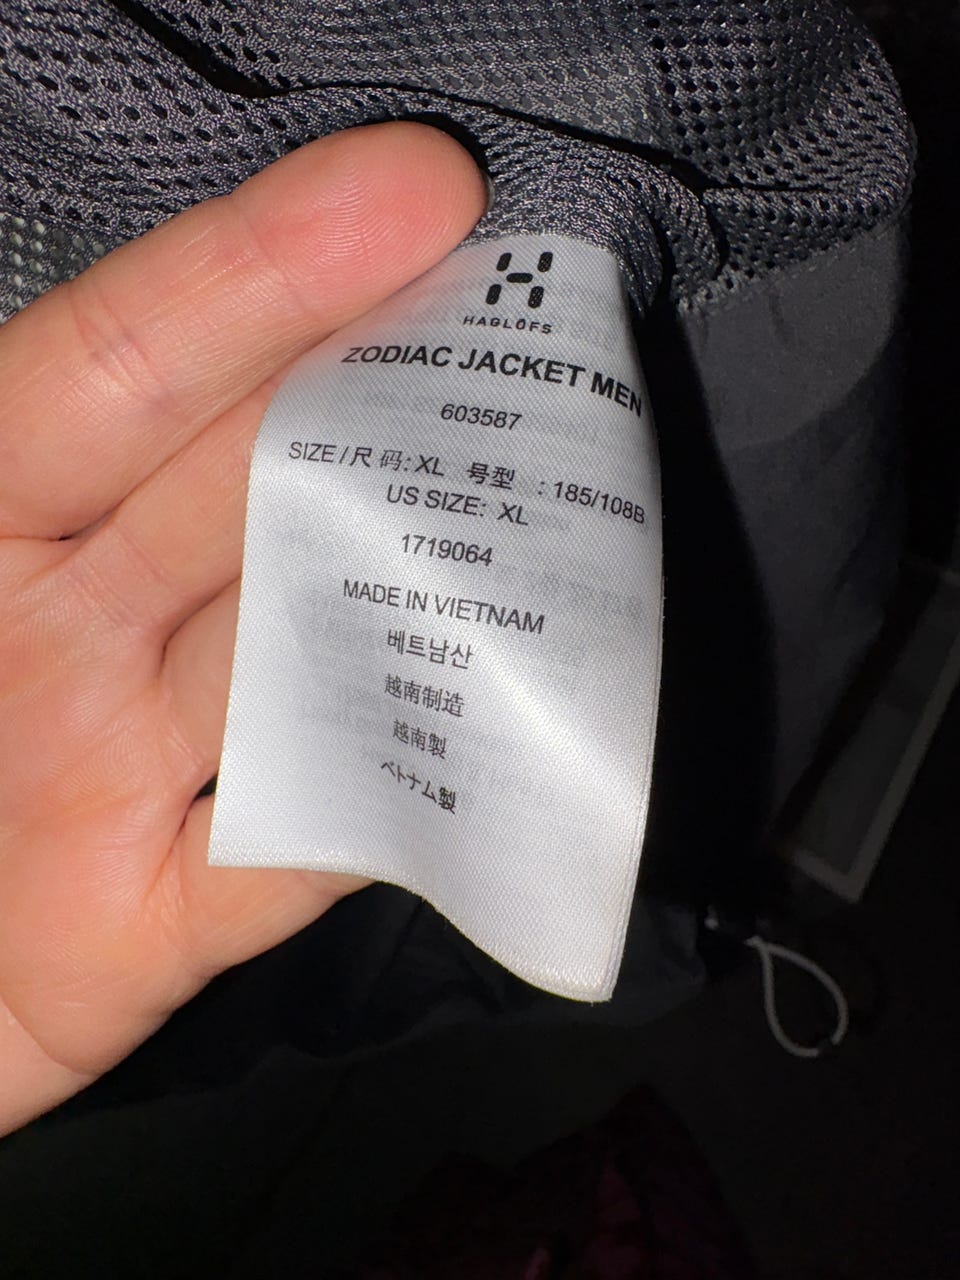 HAGLÖFS
ZODIAC JACKET MEN
603587
SIZE / 尺 码: XL 号型 : 185/108B
US SIZE: XL
1719064
MADE IN VIETNAM
베트남산
越南制造
越南製
ベトナム製